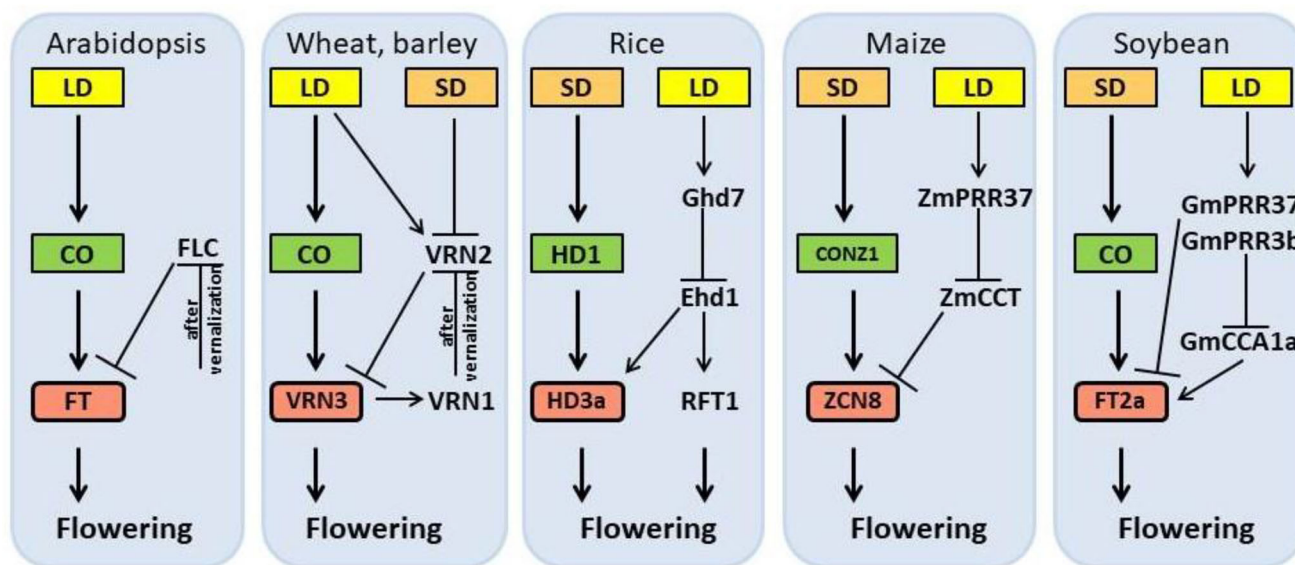 Arabidopsis
LD
CO
FLC
after
vernalization
FT
Flowering
Wheat, barley
LD
SD
CO
VRN2
after
vernalization
VRN3
VRN1
Flowering
Rice
SD
LD
Ghd7
HD1
Ehd1
HD3a
RFT1
Flowering
Maize
SD
LD
ZmPRR37
CONZ1
ZmCCT
ZCN8
Flowering
Soybean
SD
LD
GmPRR37
GmPRR3b
CO
GmCCA1a
FT2a
Flowering